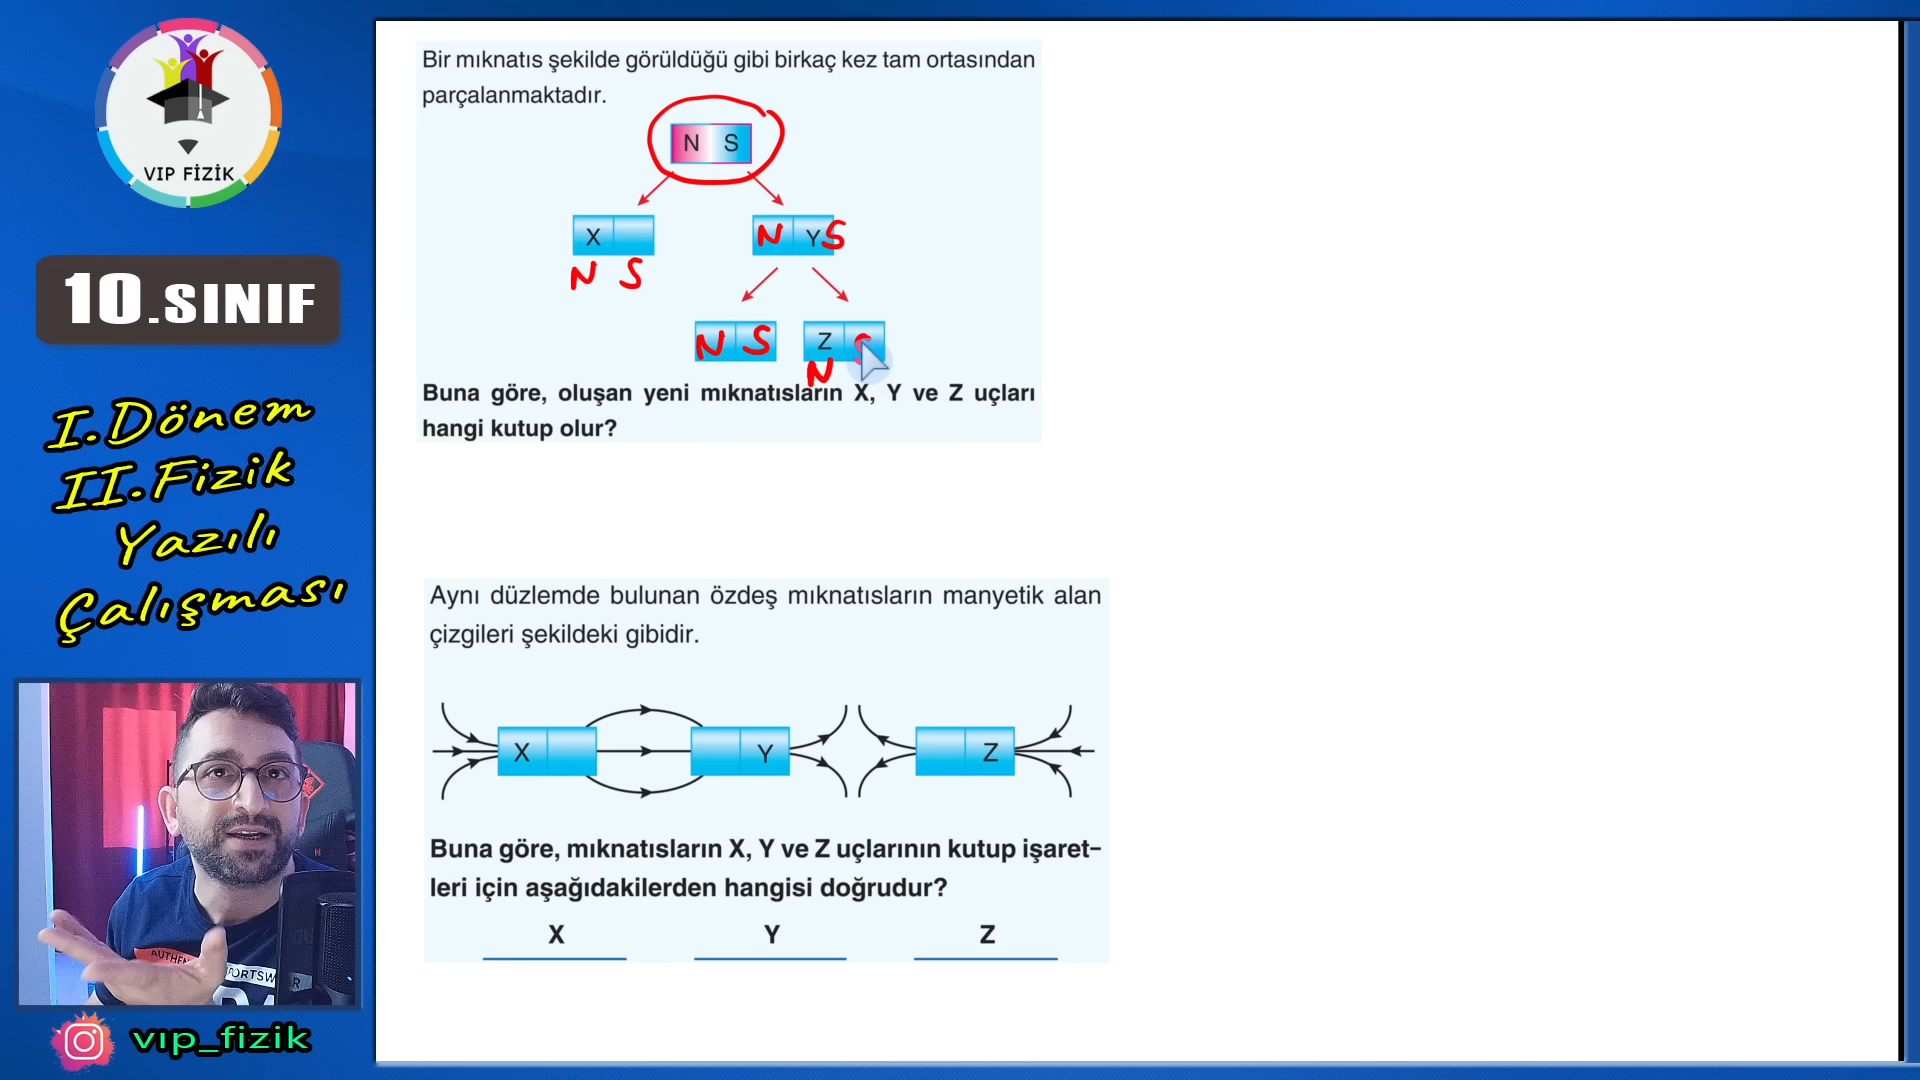 VIP FİZİK
10.SINIF
I.Dönem
II.Fizik
Yazılı
Çalışması
vıp_fizik
Bir mıknatıs şekilde görüldüğü gibi birkaç kez tam ortasından
parçalanmaktadır.
N S
X
N Y S
N S
N S
Z S
N
Buna göre, oluşan yeni mıknatısların X, Y ve Z uçları
hangi kutup olur?
Aynı düzlemde bulunan özdeş mıknatısların manyetik alan
çizgileri şekildeki gibidir.
X Y Z
Buna göre, mıknatısların X, Y ve Z uçlarının kutup işaret-
leri için aşağıdakilerden hangisi doğrudur?
X Y Z